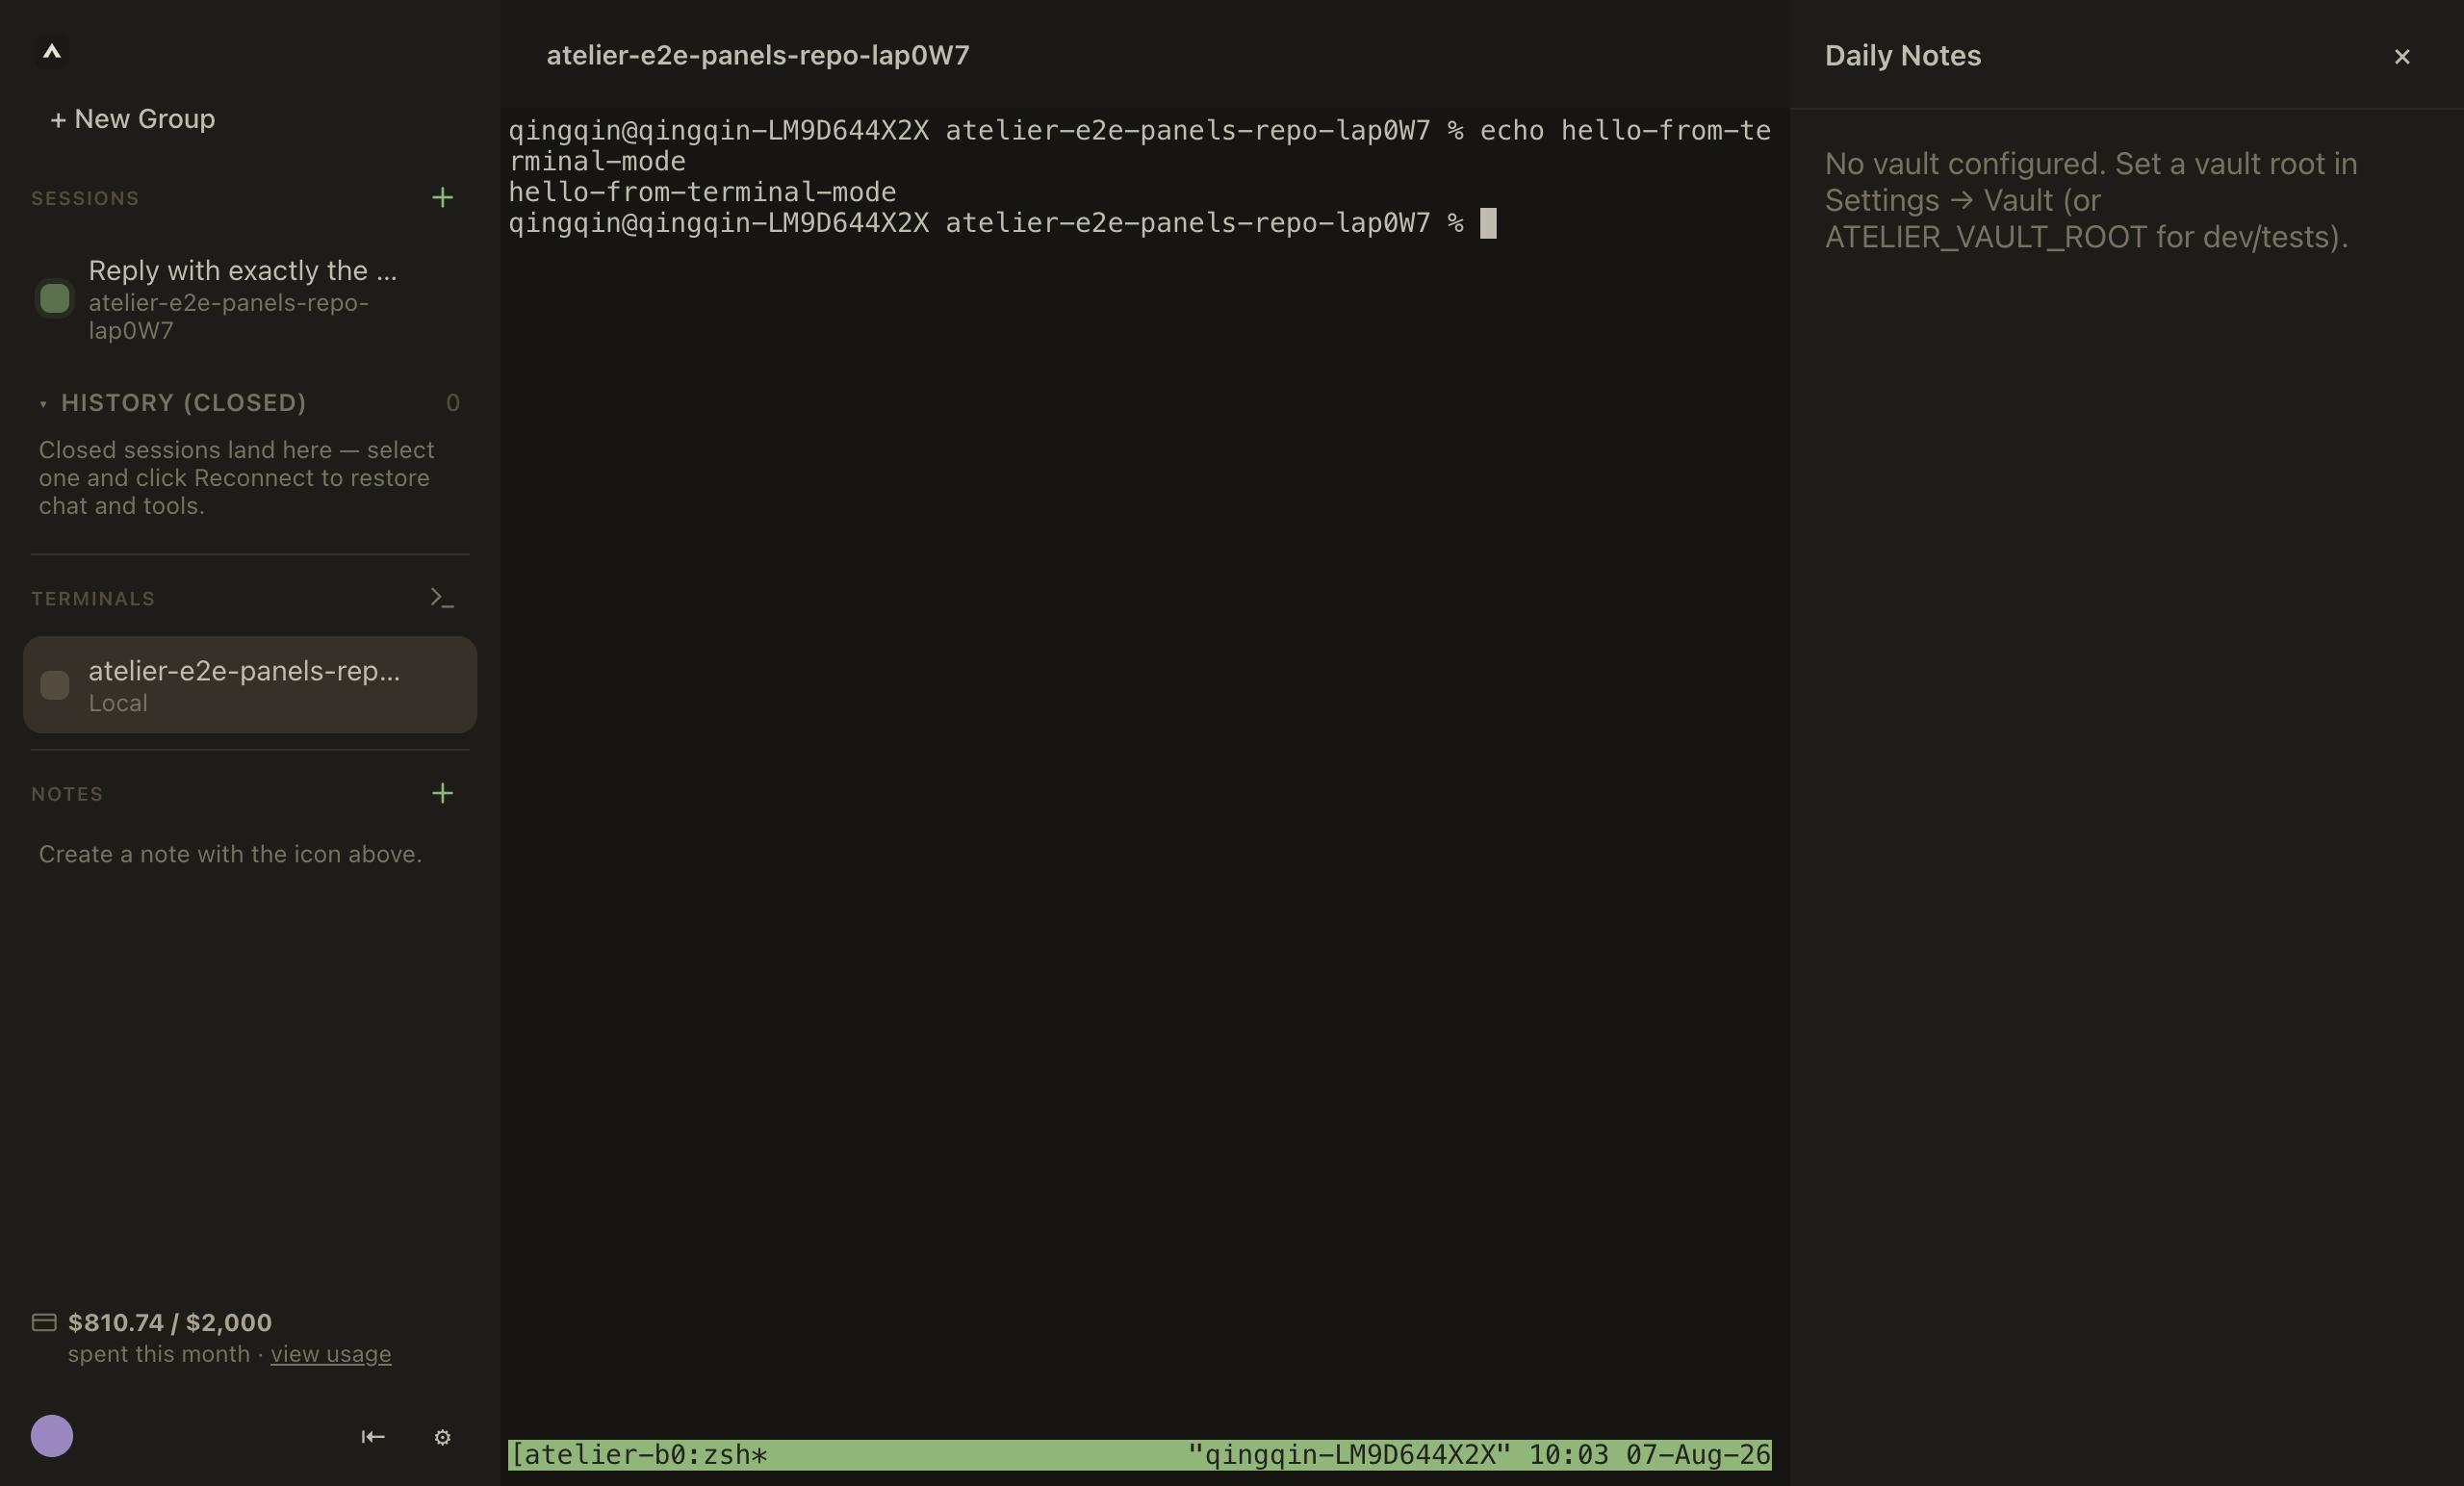 + New Group
SESSIONS
+
Reply with exactly the ...
atelier-e2e-panels-repo-
lap0W7
▾ HISTORY (CLOSED) 0
Closed sessions land here — select
one and click Reconnect to restore
chat and tools.
TERMINALS
>_
atelier-e2e-panels-rep...
Local
NOTES
+
Create a note with the icon above.
$810.74 / $2,000
spent this month · view usage
atelier-e2e-panels-repo-lap0W7
qingqin@qingqin-LM9D644X2X atelier-e2e-panels-repo-lap0W7 % echo hello-from-te
rminal-mode
hello-from-terminal-mode
qingqin@qingqin-LM9D644X2X atelier-e2e-panels-repo-lap0W7 %
[atelier-b0:zsh* "qingqin-LM9D644X2X" 10:03 07-Aug-26
Daily Notes
×
No vault configured. Set a vault root in
Settings → Vault (or
ATELIER_VAULT_ROOT for dev/tests).